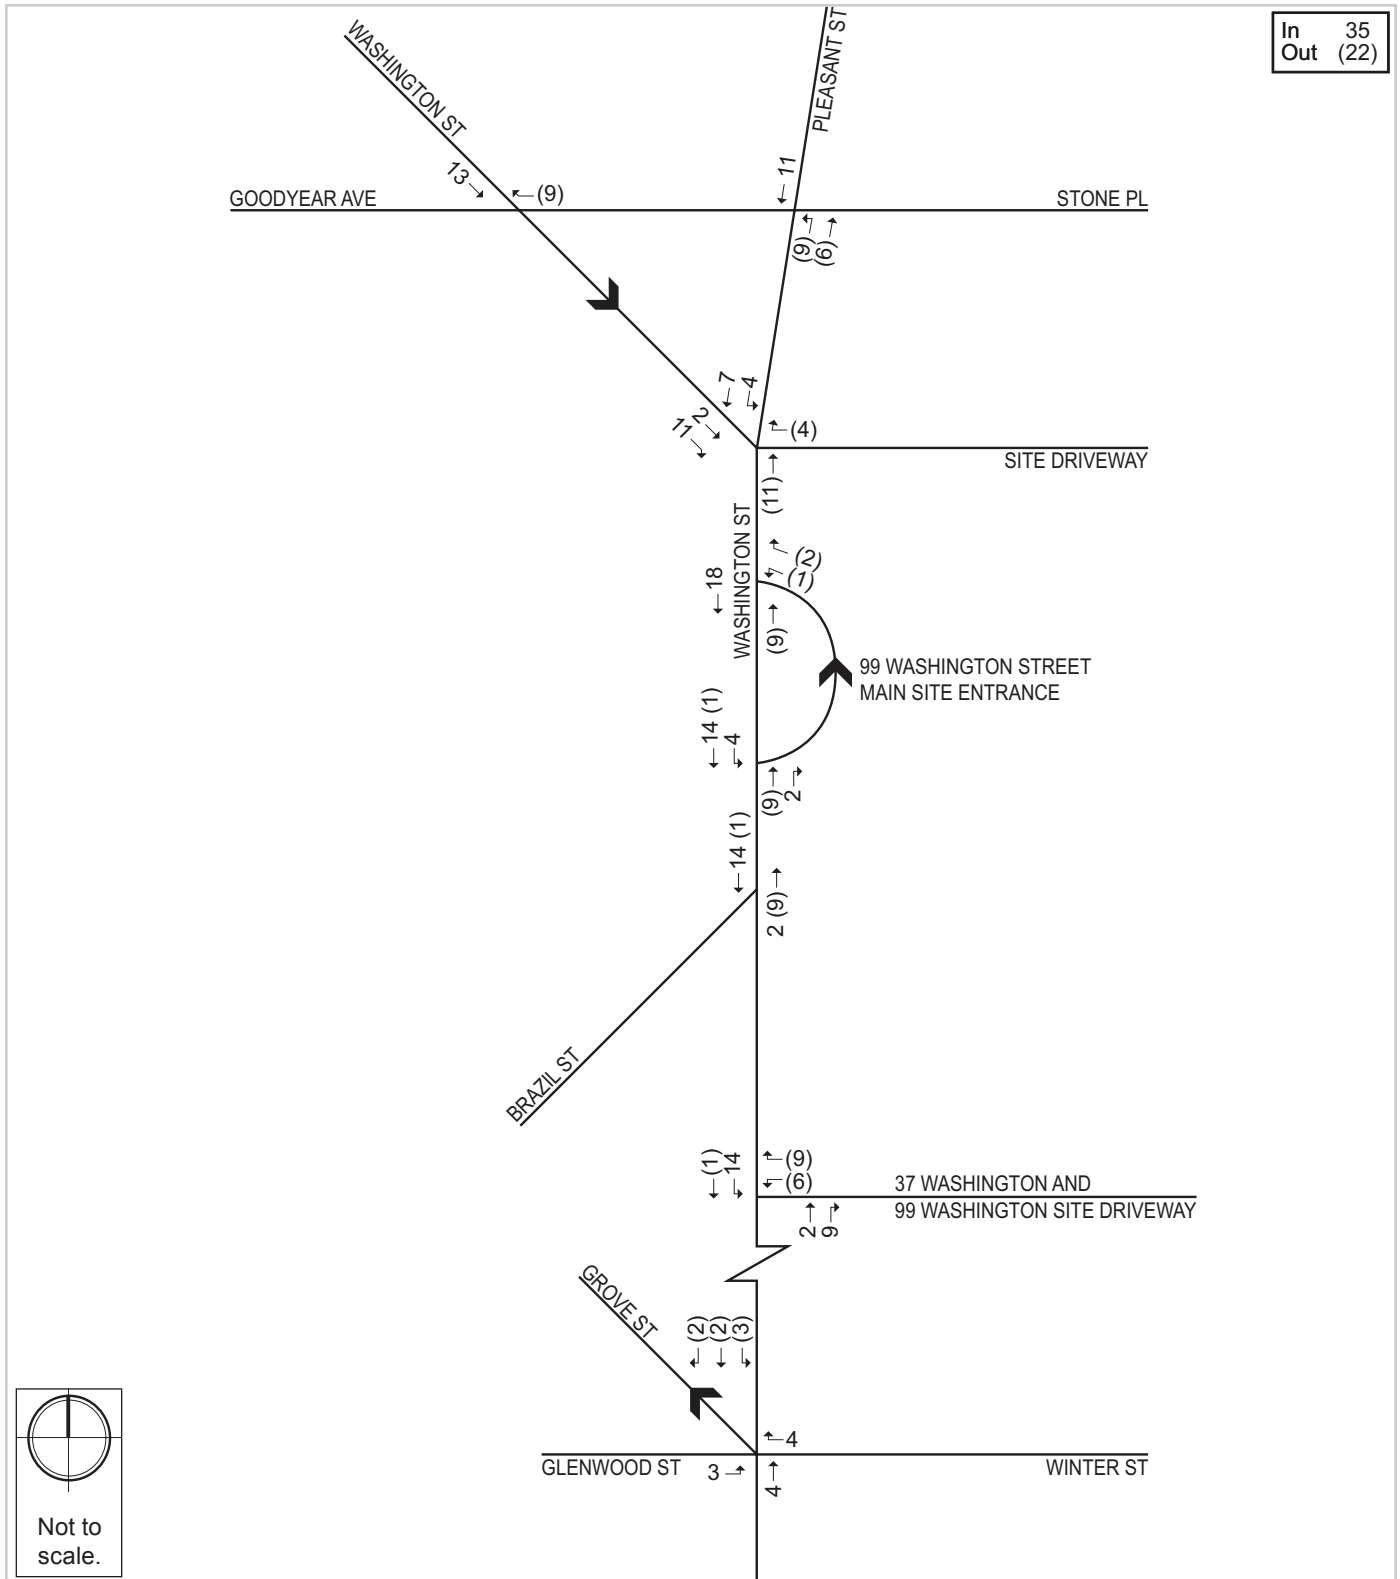 In 35
Out (22)
WASHINGTON ST
PLEASANT ST
13
(9)
11
GOODYEAR AVE
STONE PL
(9)
(6)
7
4
2
11
(4)
SITE DRIVEWAY
(11)
WASHINGTON ST
(2)
(1)
18
(9)
99 WASHINGTON STREET
MAIN SITE ENTRANCE
14 (1)
4
(9)
2
14 (1)
2 (9)
BRAZIL ST
(1)
14
(9)
(6)
37 WASHINGTON AND
99 WASHINGTON SITE DRIVEWAY
2
9
GROVE ST
(2)
(2)
(3)
4
GLENWOOD ST
3
4
WINTER ST
Not to
scale.